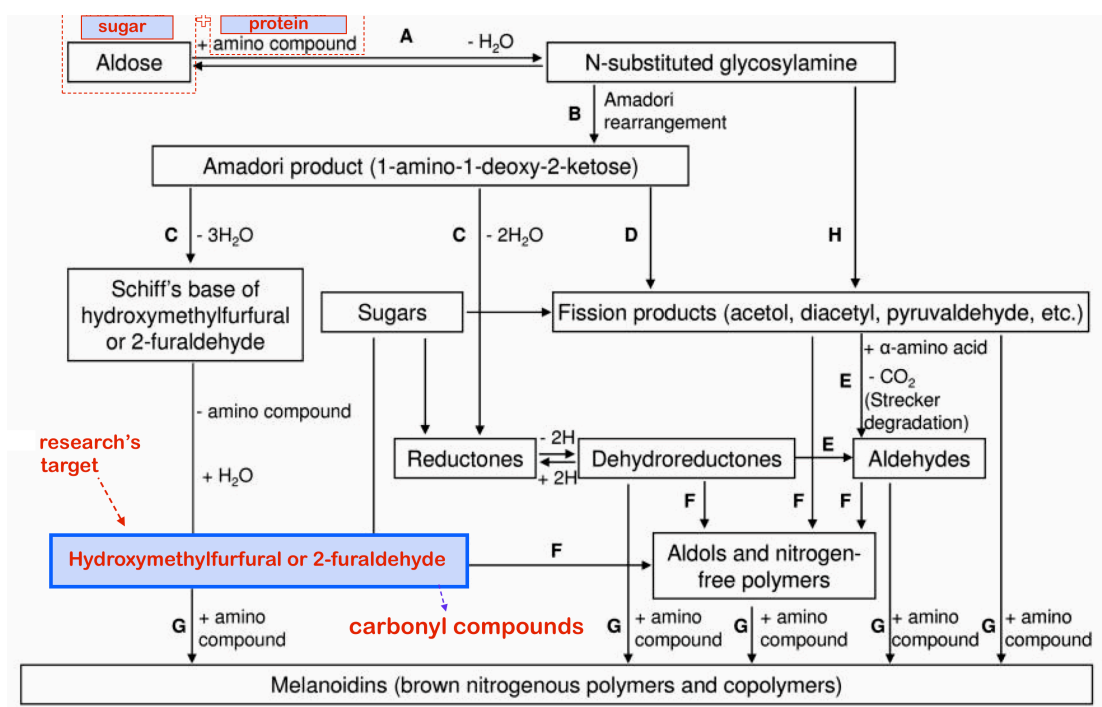 sugar
protein
+ amino compound
A
- H₂O
Aldose
N-substituted glycosylamine
B
Amadori
rearrangement
Amadori product (1-amino-1-deoxy-2-ketose)
C
- 3H₂O
C
- 2H₂O
D
H
Schiff's base of
hydroxymethylfurfural
or 2-furaldehyde
Sugars
Fission products (acetol, diacetyl, pyruvaldehyde, etc.)
+ α-amino acid
E
- CO₂
(Strecker
degradation)
- amino compound
research's
target
+ H₂O
Reductones
- 2H
+ 2H
Dehydroreductones
E
Aldehydes
F
F
F
Hydroxymethylfurfural or 2-furaldehyde
F
Aldols and nitrogen-
free polymers
carbonyl compounds
G
+ amino
compound
G
+ amino
compound
G
+ amino
compound
G
+ amino
compound
G
+ amino
compound
Melanoidins (brown nitrogenous polymers and copolymers)